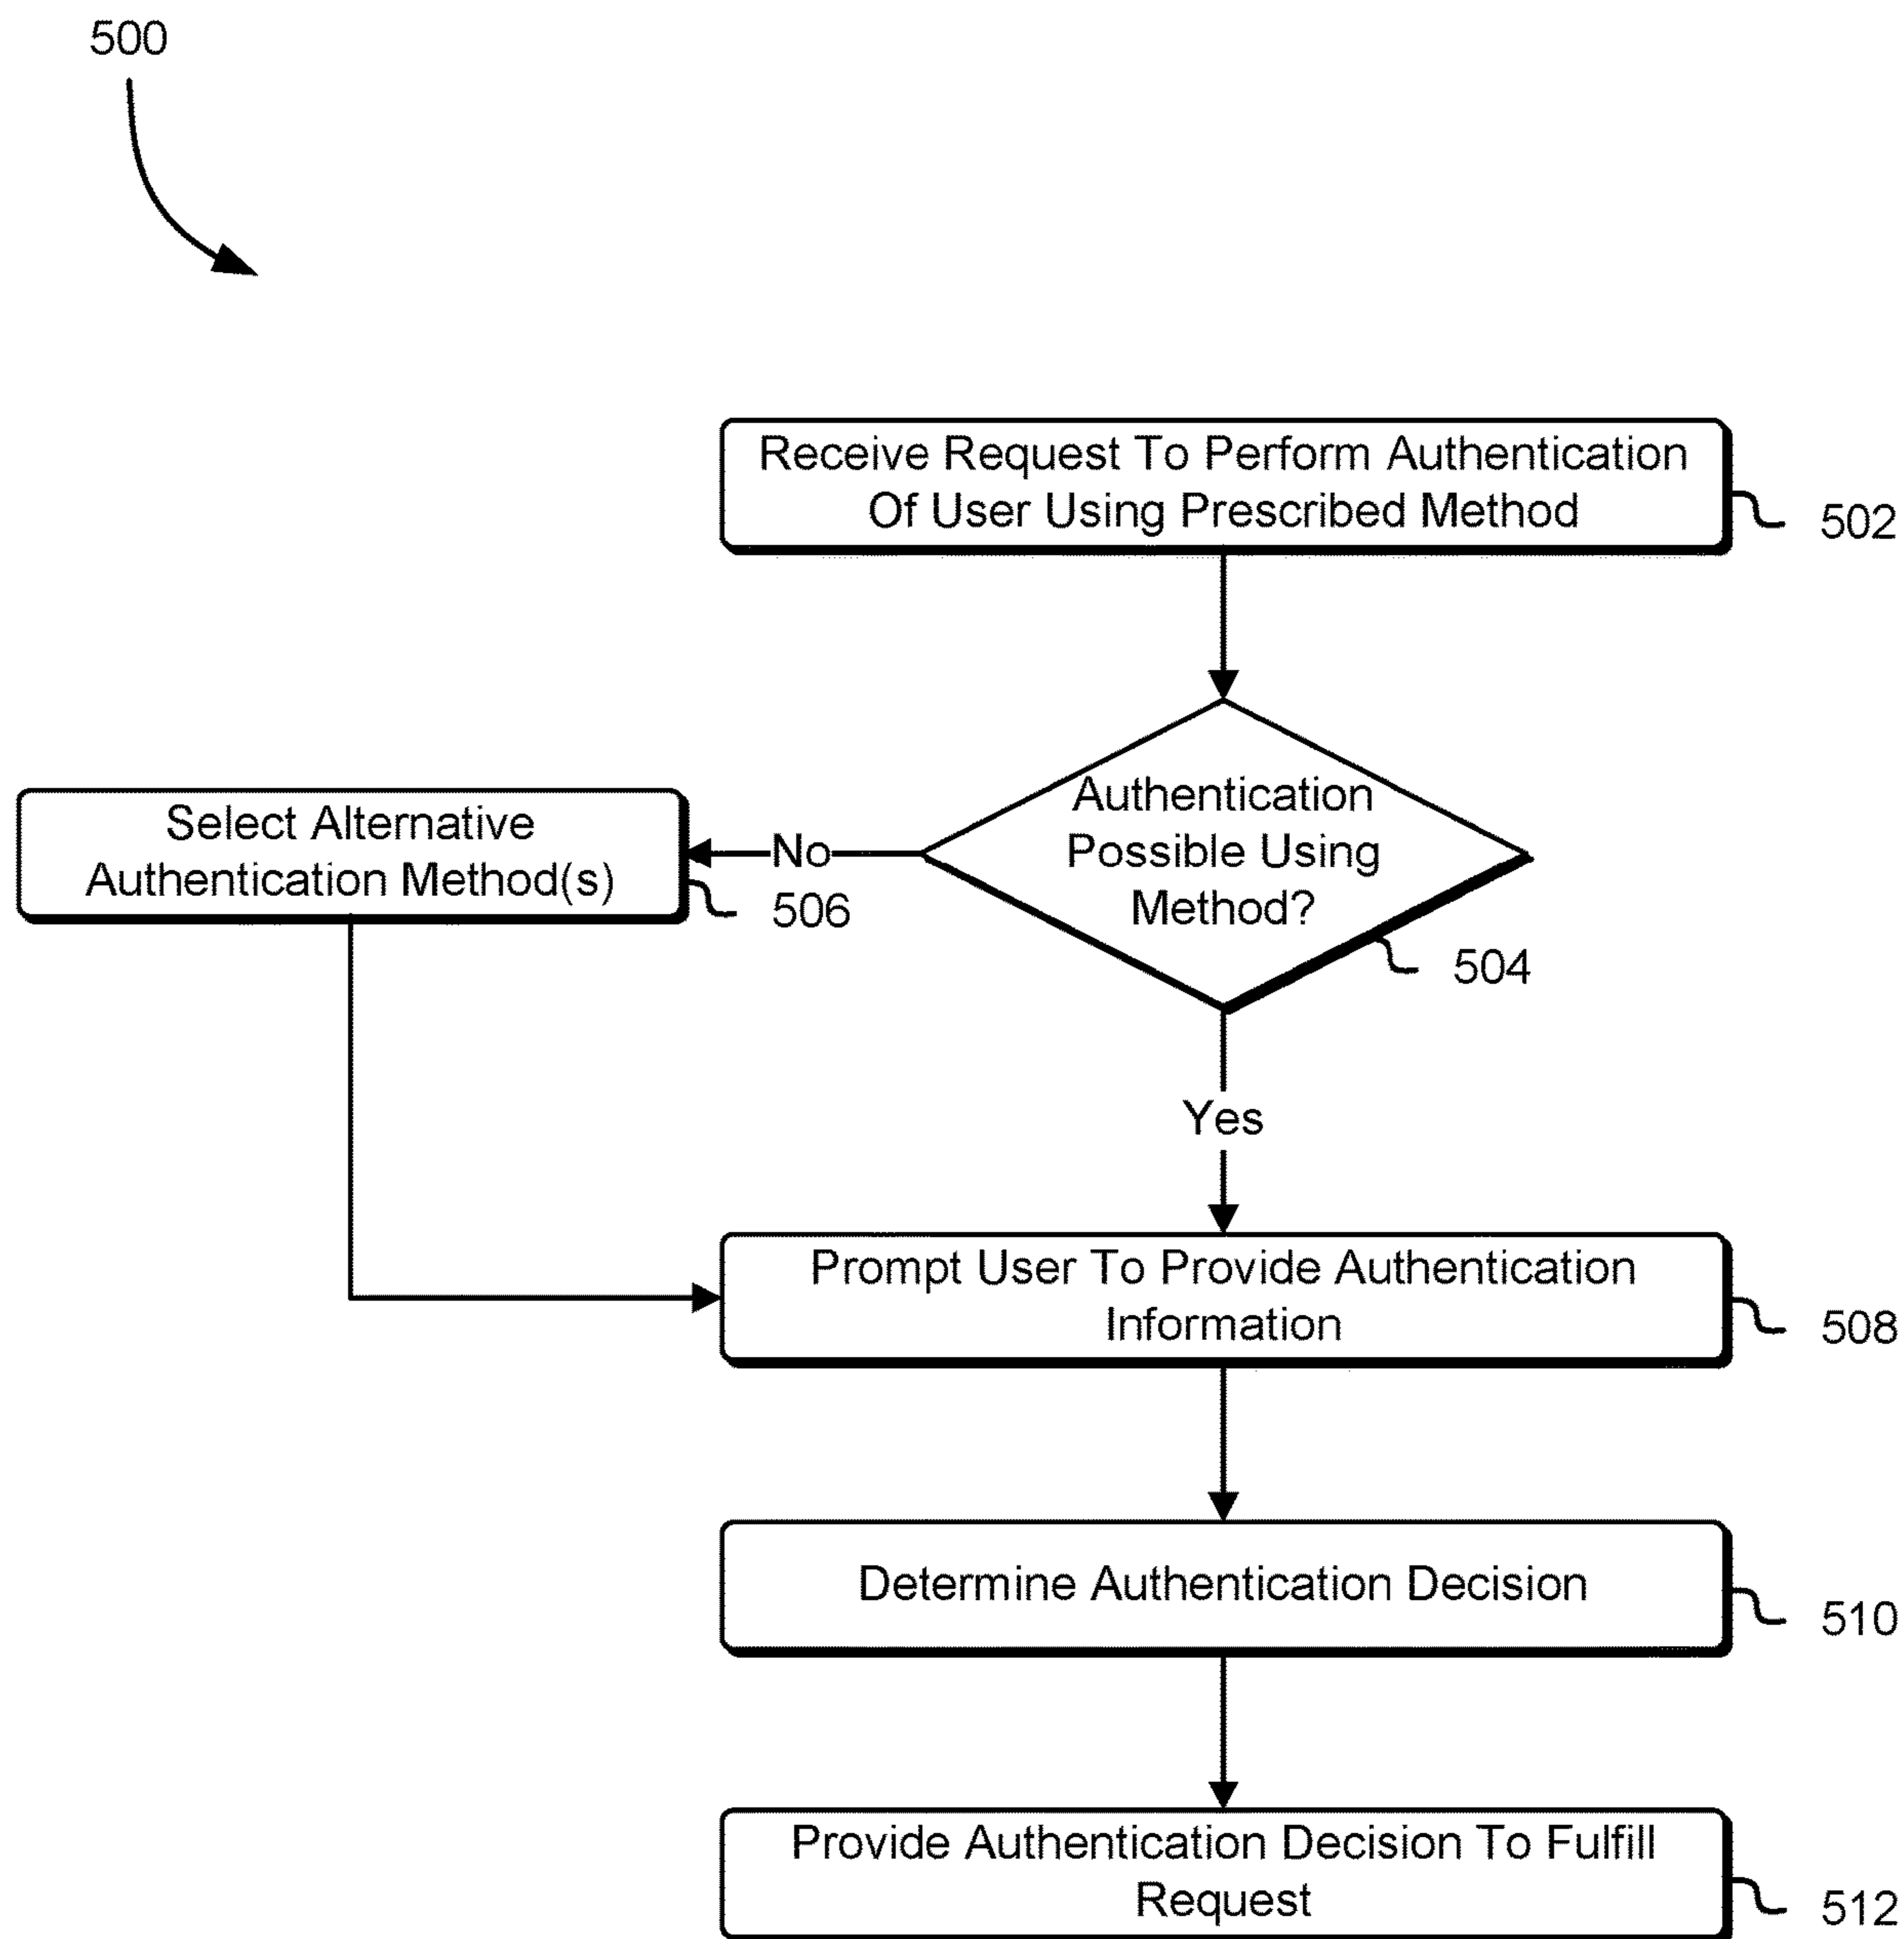 500
Receive Request To Perform Authentication
Of User Using Prescribed Method
502
Authentication
Possible Using
Method?
504
No
Select Alternative
Authentication Method(s)
506
Yes
Prompt User To Provide Authentication
Information
508
Determine Authentication Decision
510
Provide Authentication Decision To Fulfill
Request
512